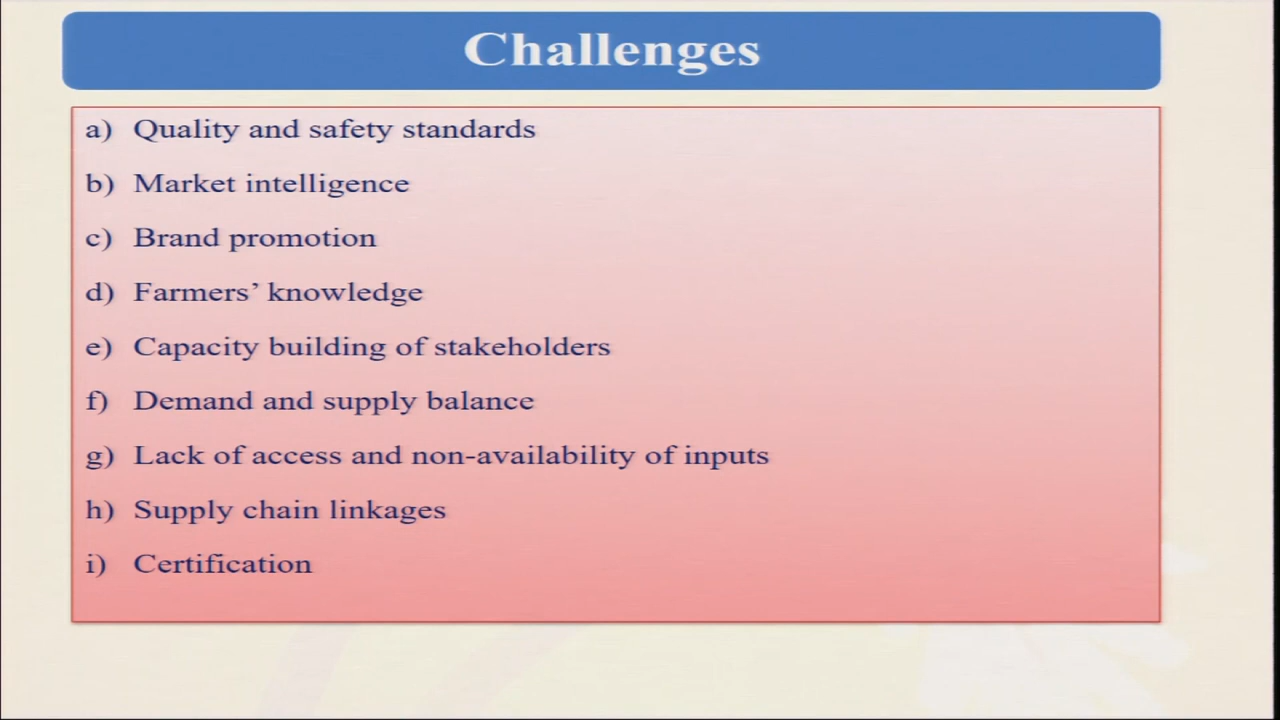 Challenges
a) Quality and safety standards
b) Market intelligence
c) Brand promotion
d) Farmers’ knowledge
e) Capacity building of stakeholders
f) Demand and supply balance
g) Lack of access and non-availability of inputs
h) Supply chain linkages
i) Certification